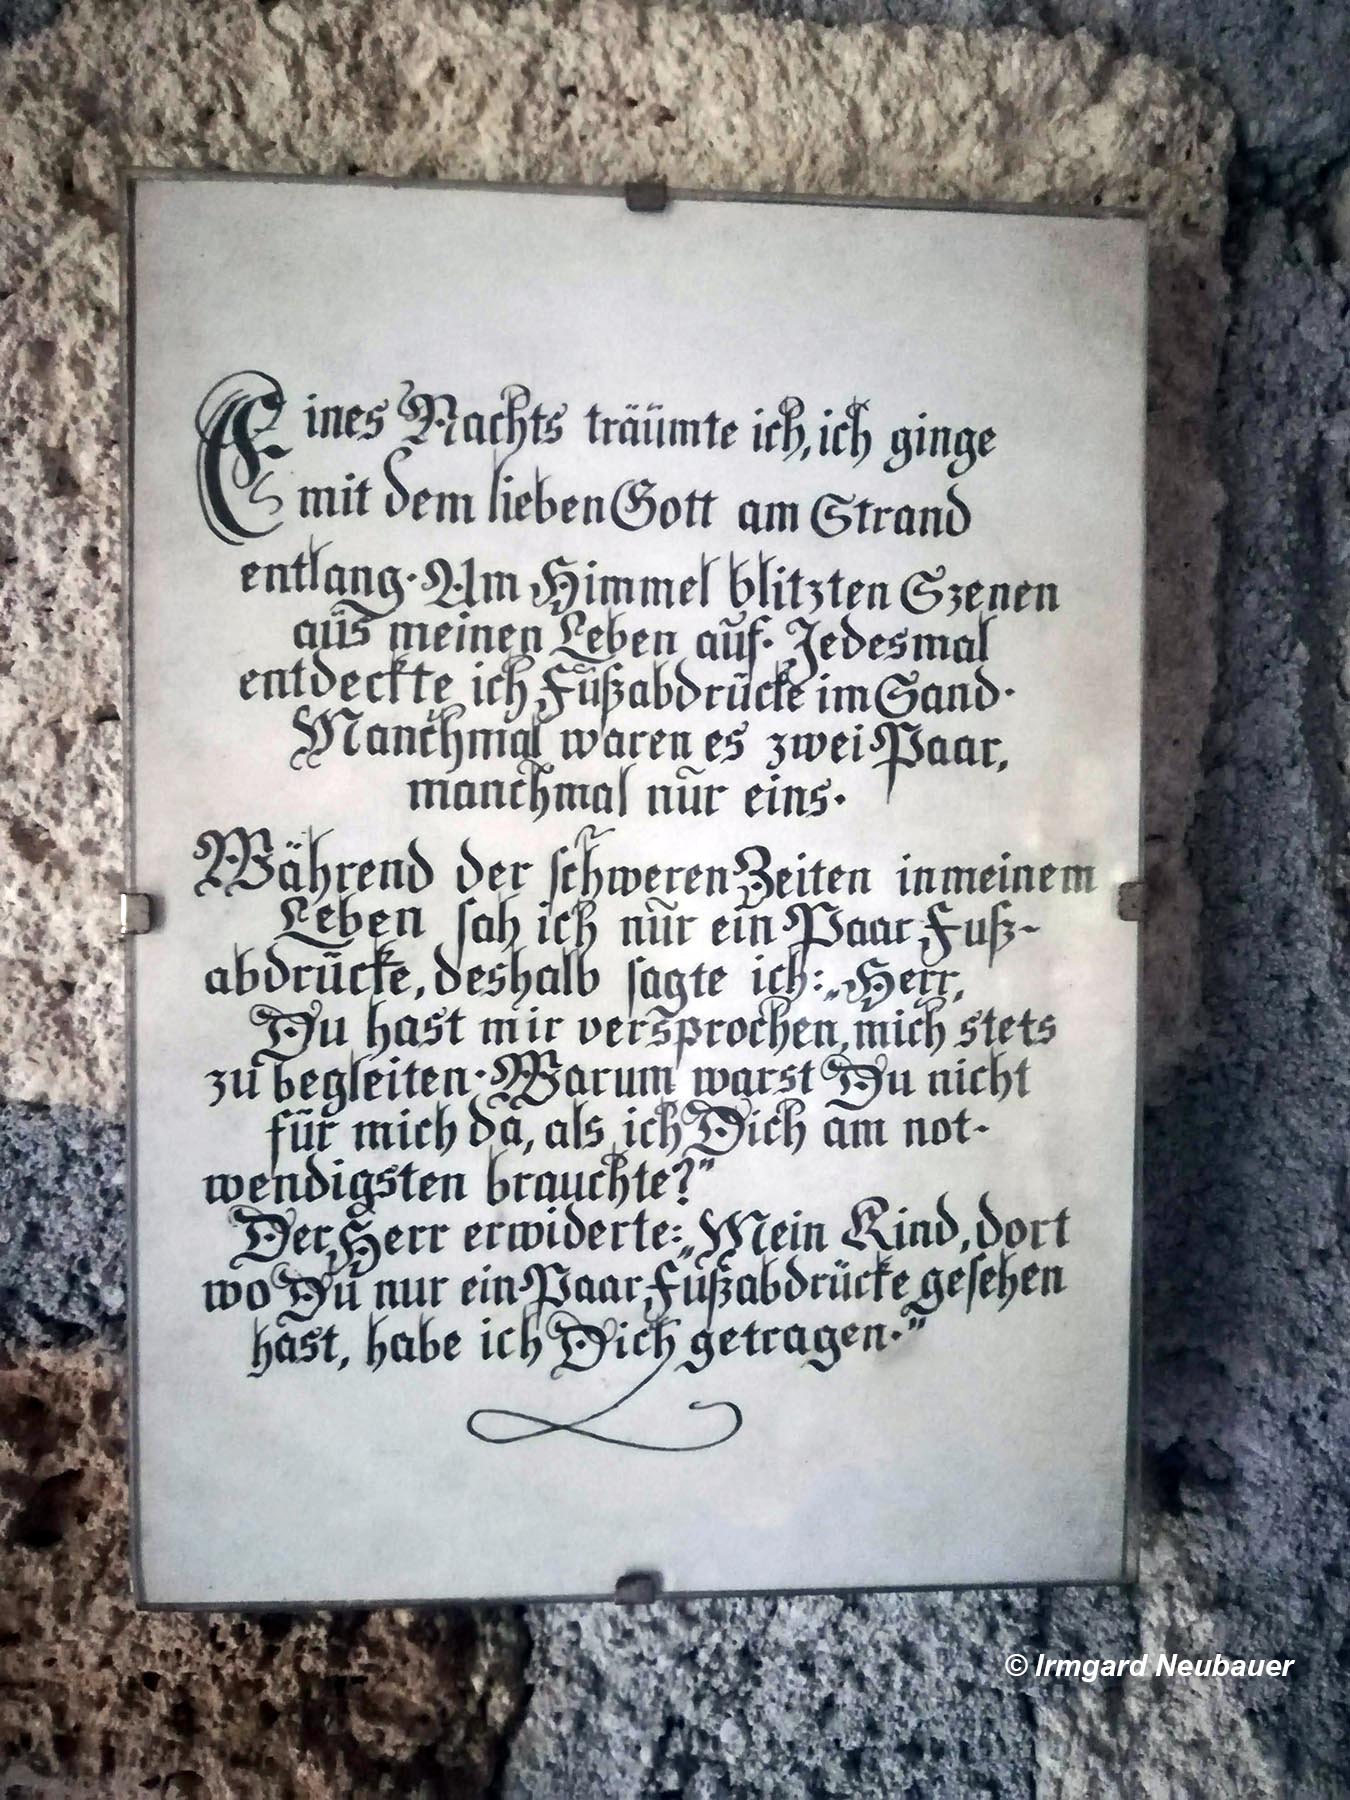 Eines Nachts träumte ich, ich ginge
mit dem lieben Gott am Strand
entlang. Am Himmel blitzten Szenen
aus meinen Leben auf. Jedesmal
entdeckte ich Fußabdrücke im Sand.
Manchmal waren es zwei Paar,
manchmal nur eins.
Während der schweren Zeiten in meinem
Leben sah ich nur ein Paar Fuß-
abdrücke, deshalb sagte ich: „Herr,
Du hast mir versprochen, mich stets
zu begleiten. Warum warst Du nicht
für mich da, als ich Dich am not-
wendigsten brauchte?"
Der Herr erwiderte: „Mein Kind, dort
wo Du nur ein Paar Fußabdrücke gesehen
hast, habe ich Dich getragen."
© Irmgard Neubauer